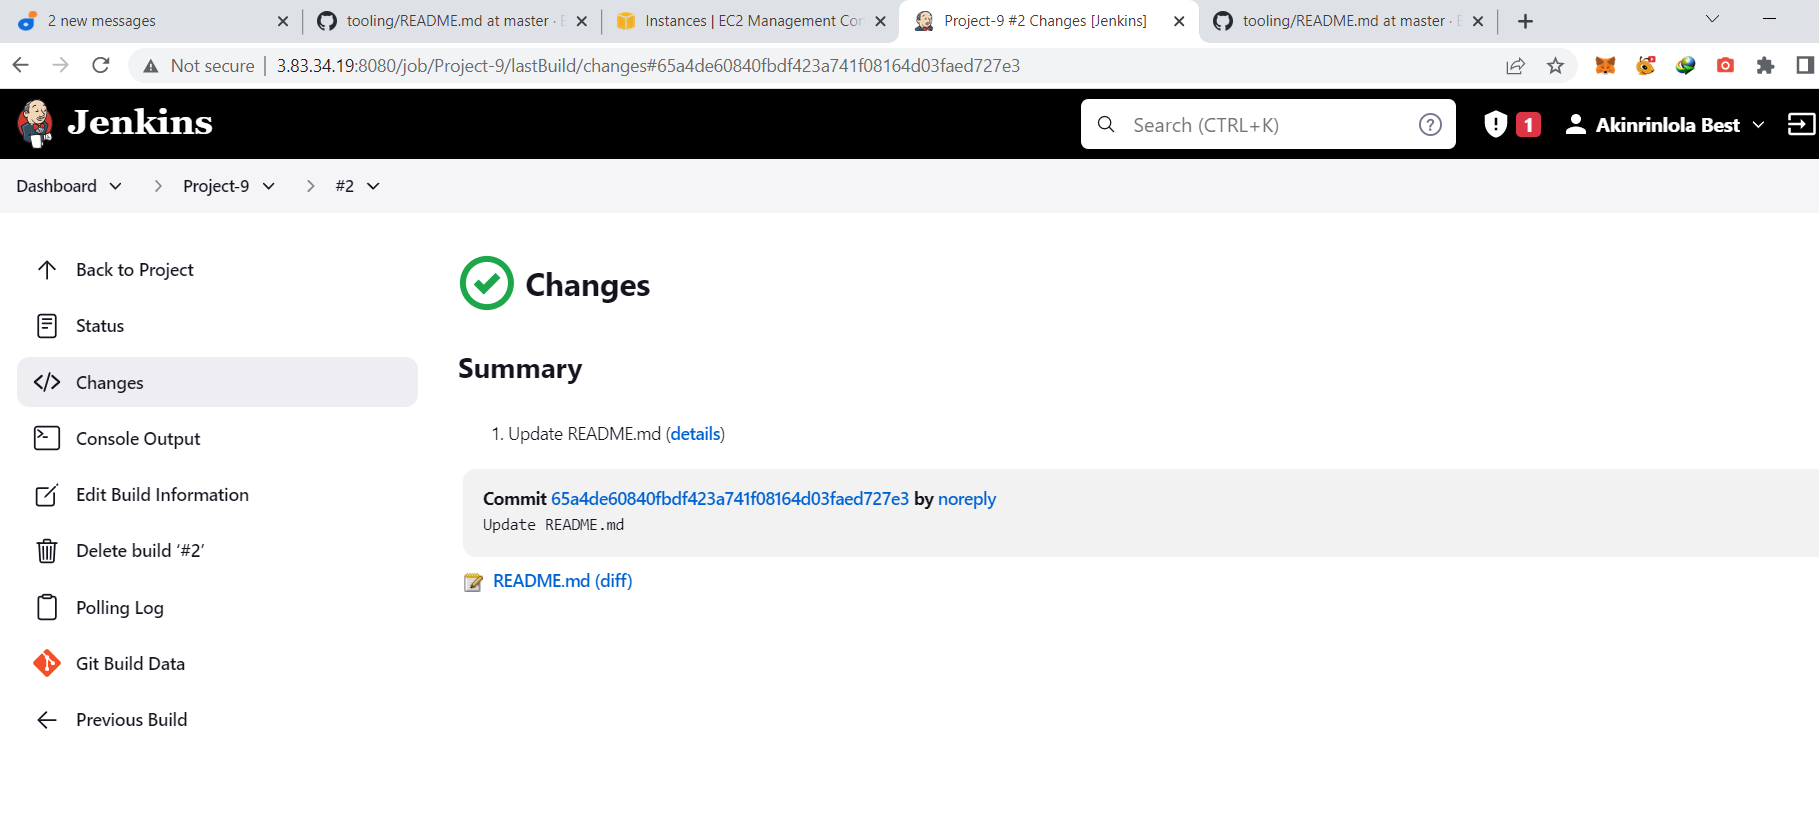 2 new messages
tooling/README.md at master ·
Instances | EC2 Management Con
Project-9 #2 Changes [Jenkins]
tooling/README.md at master ·
Not secure | 3.83.34.19:8080/job/Project-9/lastBuild/changes#65a4de60840fbdf423a741f08164d03faed727e3
Jenkins
Search (CTRL+K)
1
Akinrinlola Best
Dashboard
Project-9
#2
Back to Project
Status
Changes
Console Output
Edit Build Information
Delete build ‘#2’
Polling Log
Git Build Data
Previous Build
Changes
Summary
1. Update README.md (details)
Commit 65a4de60840fbdf423a741f08164d03faed727e3 by noreply
Update README.md
README.md (diff)